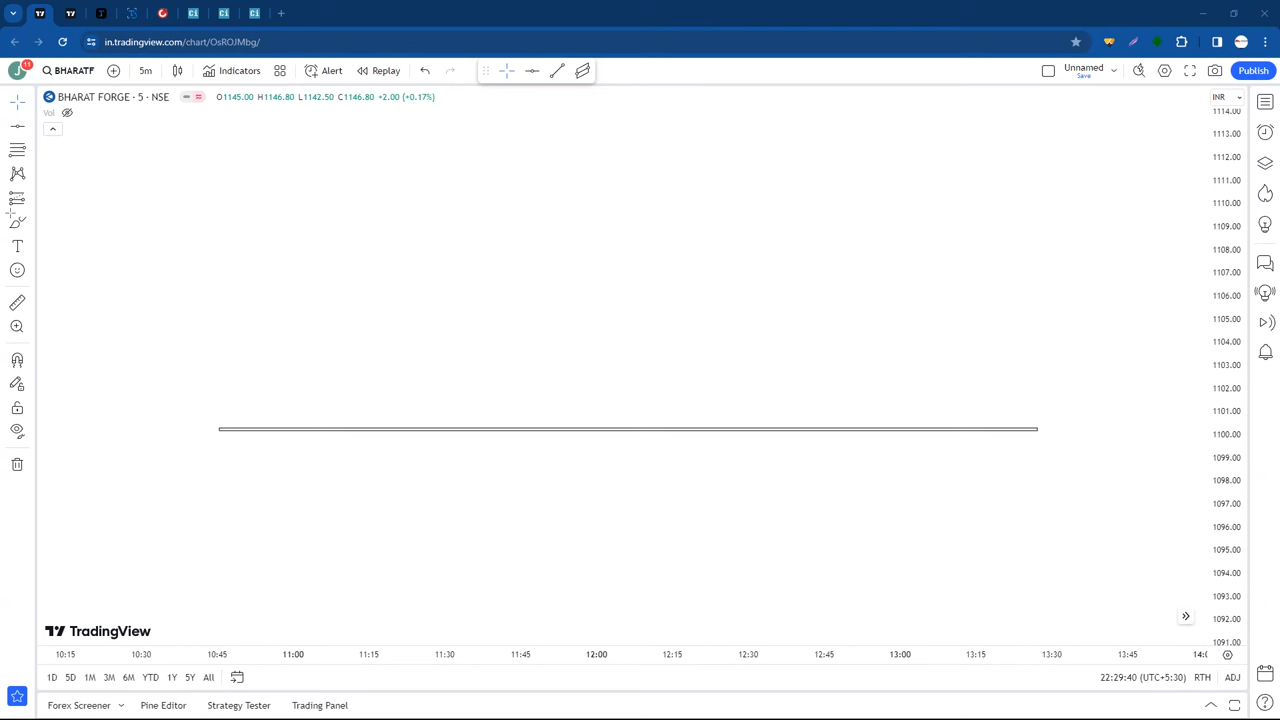 in.tradingview.com/chart/OsROJMbg/
11
BHARATF
5m
Indicators
Alert
Replay
Unnamed
Save
Publish
BHARAT FORGE · 5 · NSE
O1145.00 H1146.80 L1142.50 C1146.80 +2.00 (+0.17%)
INR
Vol
1114.00
1113.00
1112.00
1111.00
1110.00
1109.00
1108.00
1107.00
1106.00
1105.00
1104.00
1103.00
1102.00
1101.00
1100.00
1099.00
1098.00
1097.00
1096.00
1095.00
1094.00
1093.00
1092.00
1091.00
TradingView
10:15 10:30 10:45 11:00 11:15 11:30 11:45 12:00 12:15 12:30 12:45 13:00 13:15 13:30 13:45
1D 5D 1M 3M 6M YTD 1Y 5Y All
22:29:40 (UTC+5:30) RTH ADJ
Forex Screener Pine Editor Strategy Tester Trading Panel